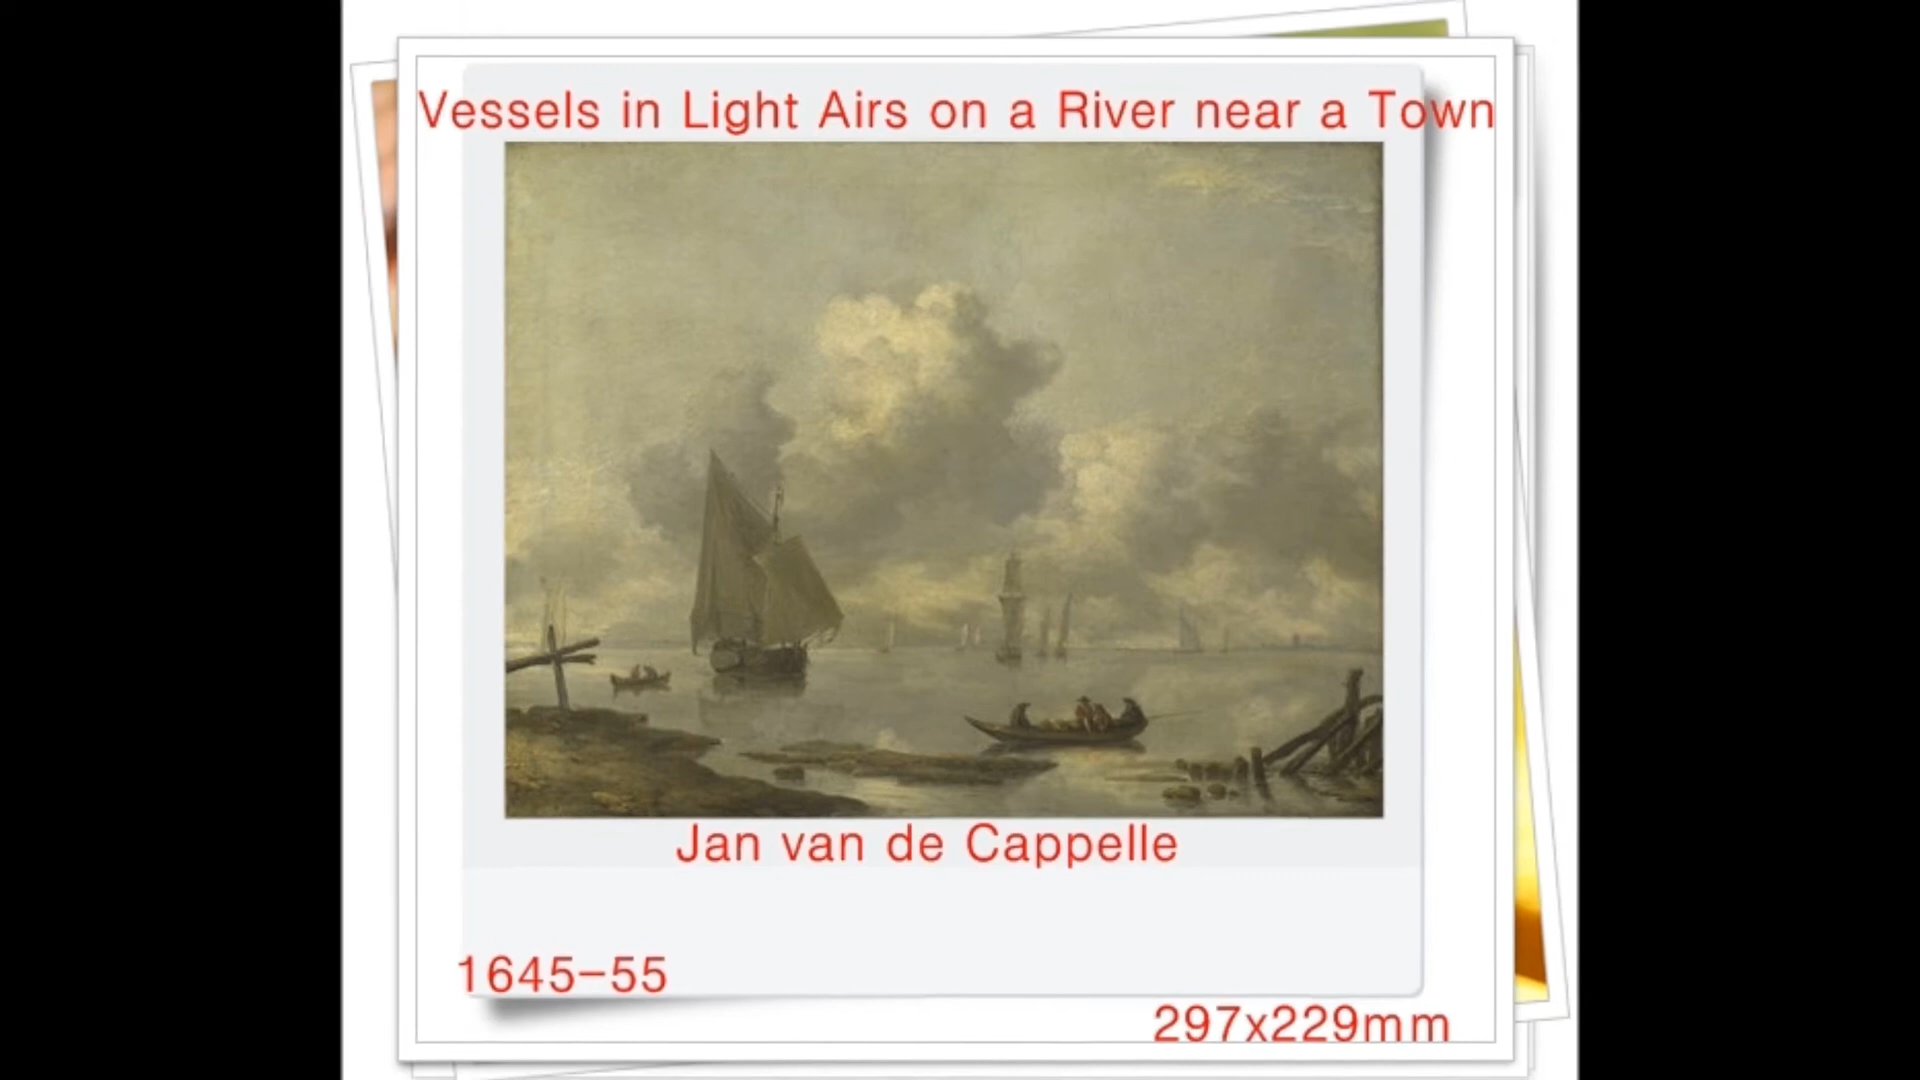 Vessels in Light Airs on a River near a Town
Jan van de Cappelle
1645-55
297x229mm